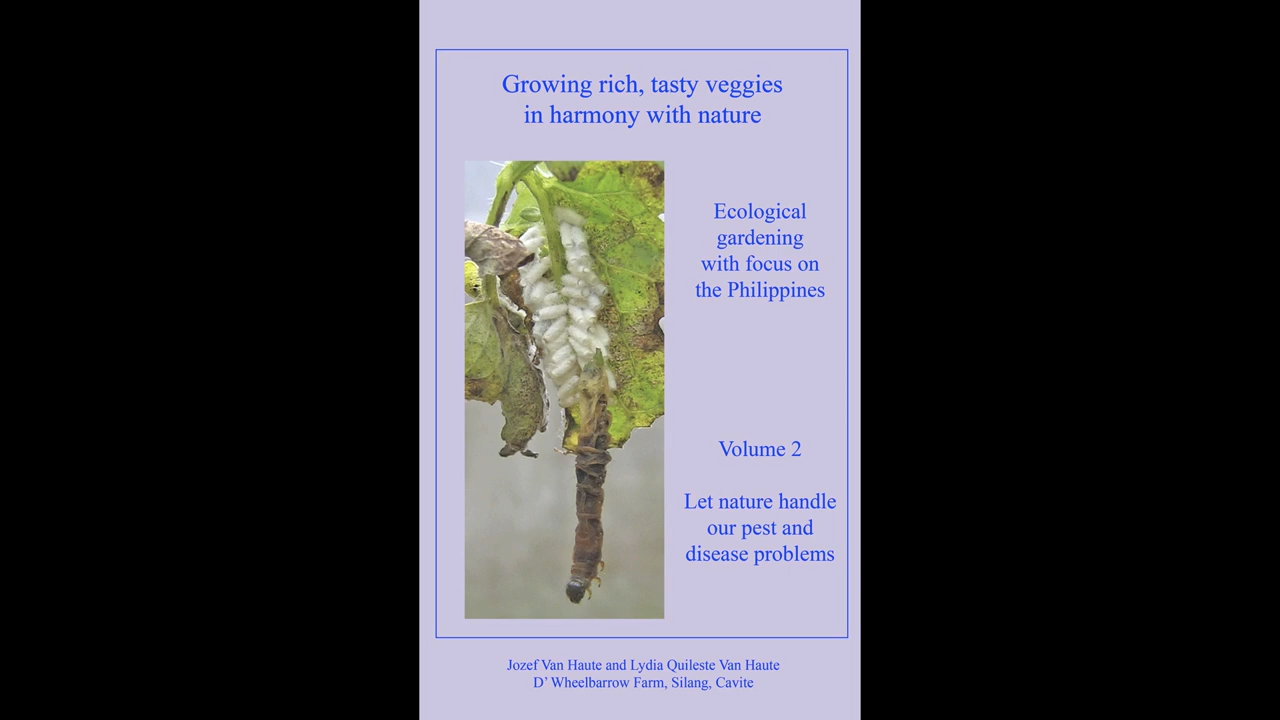 Growing rich, tasty veggies
in harmony with nature
Ecological
gardening
with focus on
the Philippines
Volume 2
Let nature handle
our pest and
disease problems
Jozef Van Haute and Lydia Quileste Van Haute
D’ Wheelbarrow Farm, Silang, Cavite